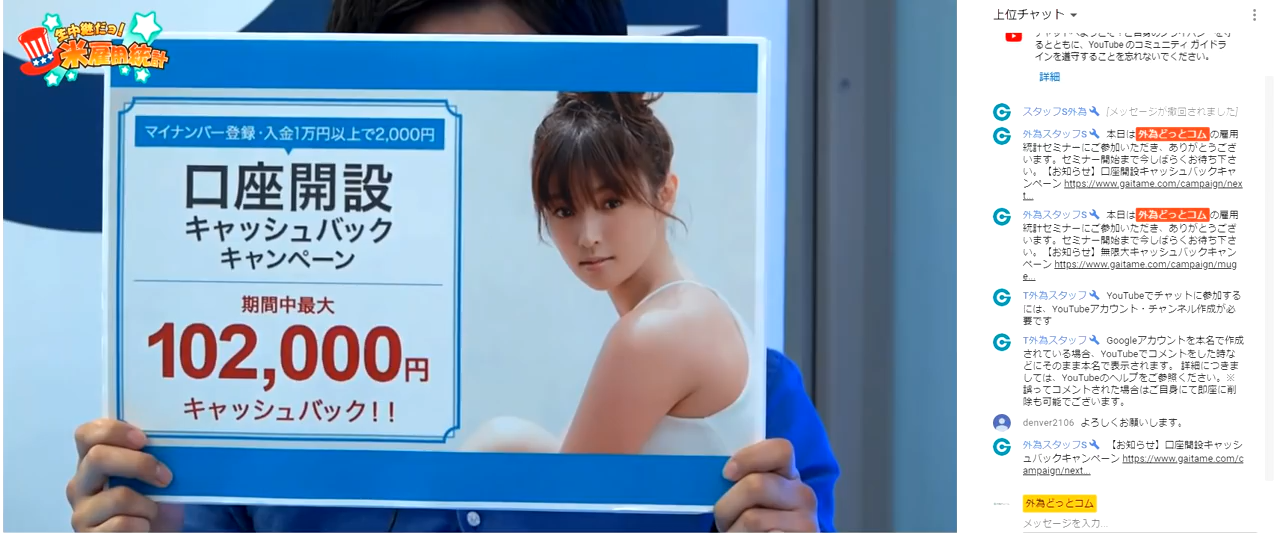 生中継だっ！
米雇用統計
マイナンバー登録・入金1万円以上で2,000円
口座開設
キャッシュバック
キャンペーン
期間中最大
102,000円
キャッシュバック！！
上位チャット
チャットへようこそ！ご自身のプライバシーを守
るとともに、YouTube のコミュニティ ガイドラ
インを遵守することを忘れないでください。
詳細
スタッフS外為 [メッセージが撤回されました]
外為スタッフS 本日は外為どっとコムの雇用
統計セミナーにご参加いただき、ありがとうござ
います。セミナー開始まで今しばらくお待ち下さ
い。【お知らせ】口座開設キャッシュバックキャ
ンペーン https://www.gaitame.com/campaign/nex
t...
外為スタッフS 本日は外為どっとコムの雇用
統計セミナーにご参加いただき、ありがとうござ
います。セミナー開始まで今しばらくお待ち下さ
い。【お知らせ】無限大キャッシュバックキャン
ペーン https://www.gaitame.com/campaign/mug
e...
T外為スタッフ YouTubeでチャットに参加する
には、YouTubeアカウント・チャンネル作成が必
要です
T外為スタッフ Googleアカウントを本名で作成
されている場合、YouTubeでコメントをした時な
どにそのまま本名で表示されます。 詳細につきま
しては、YouTubeのヘルプをご参照ください。※
誤ってコメントされた場合はご自身にて即座に削
除も可能でございます。
denver2106 よろしくお願いします。
外為スタッフS 【お知らせ】口座開設キャッシ
ュバックキャンペーン https://www.gaitame.com/c
ampaign/next...
外為どっとコム
メッセージを入力...